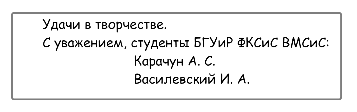 Удачи в творчестве.
С уважением, студенты БГУиР ФКСиС ВМСиС:
Карачун А. С.
Василевский И. А.